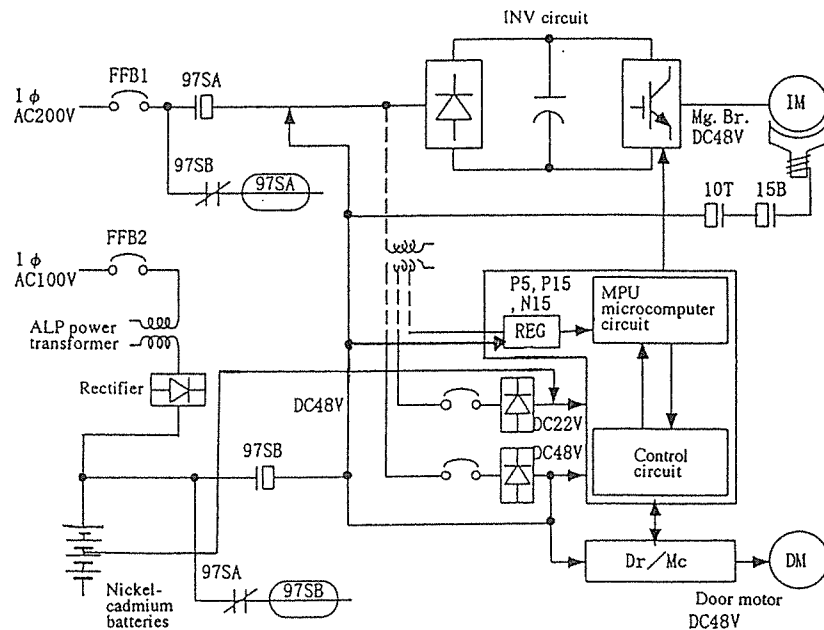 INV circuit
FFB1
97SA
1φ
AC200V
IM
Mg. Br.
DC48V
97SB
97SA
10T
15B
FFB2
1φ
AC100V
P5, P15
, N15
MPU
microcomputer
circuit
ALP power
transformer
REG
Rectifier
DC48V
DC22V
97SB
DC48V
Control
circuit
97SA
97SB
Dr/Mc
DM
Nickel-
cadmium
batteries
Door motor
DC48V